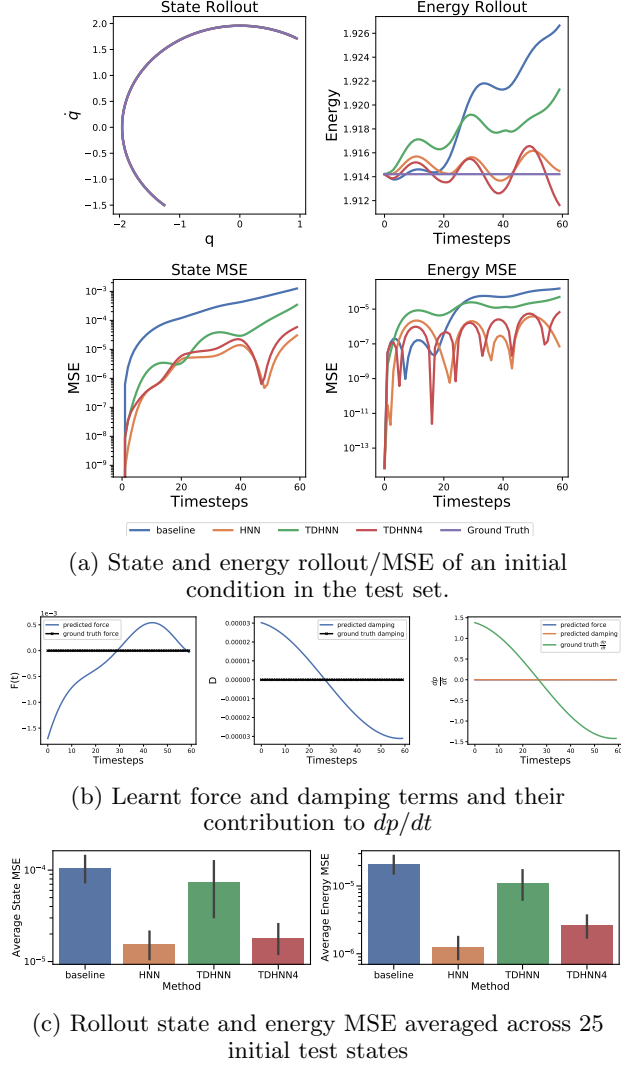 State Rollout
Energy Rollout
2.0
1.5
1.0
0.5
0.0
−0.5
−1.0
−1.5
q̇
−2
−1
0
1
q
1.926
1.924
1.922
1.920
1.918
1.916
1.914
1.912
Energy
0
20
40
60
Timesteps
State MSE
Energy MSE
10⁻³
10⁻⁴
10⁻⁵
10⁻⁶
10⁻⁷
10⁻⁸
10⁻⁹
MSE
0
20
40
60
Timesteps
10⁻⁵
10⁻⁷
10⁻⁹
10⁻¹¹
10⁻¹³
MSE
0
20
40
60
Timesteps
baseline HNN TDHNN TDHNN4 Ground Truth
(a) State and energy rollout/MSE of an initial
condition in the test set.
1e−3
predicted force
ground truth force
0.5
0.0
−0.5
−1.0
−1.5
F(t)
0 10 20 30 40 50 60
Timesteps
predicted damping
ground truth damping
0.00003
0.00002
0.00001
0.00000
−0.00001
−0.00002
−0.00003
D
0 10 20 30 40 50 60
Timesteps
predicted force
predicted damping
ground truth dp/dt
1.5
1.0
0.5
0.0
−0.5
−1.0
−1.5
dp/dt
0 10 20 30 40 50 60
Timesteps
(b) Learnt force and damping terms and their
contribution to dp/dt
Average State MSE
10⁻⁴
10⁻⁵
baseline HNN TDHNN TDHNN4
Method
Average Energy MSE
10⁻⁵
10⁻⁶
baseline HNN TDHNN TDHNN4
Method
(c) Rollout state and energy MSE averaged across 25
initial test states